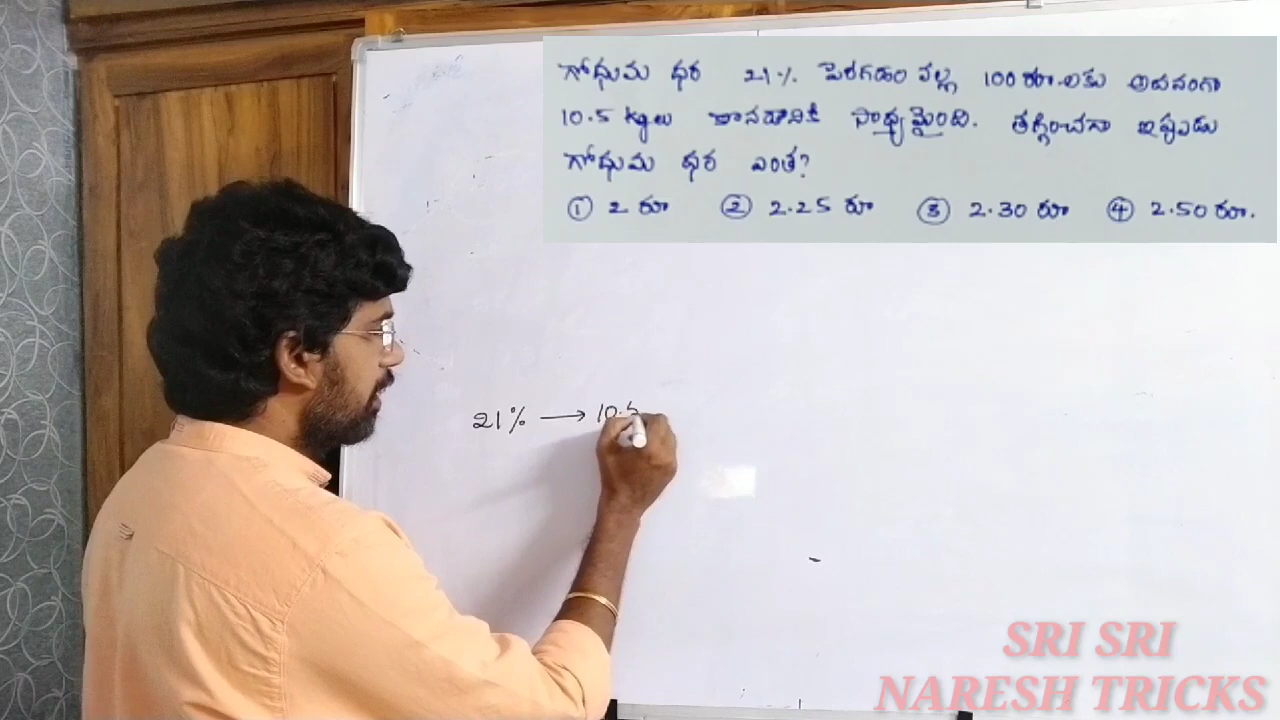 గోధుమ ధర 21% పెరగడం వల్ల 100 రూ.లకు అదనంగా
10.5 kgలు కొనడానికి సాధ్యమైంది. తగ్గించగా ఇప్పుడు
గోధుమ ధర ఎంత?
① 2 రూ ② 2.25 రూ ③ 2.30 రూ ④ 2.50 రూ.
21% → 10.5
SRI SRI
NARESH TRICKS